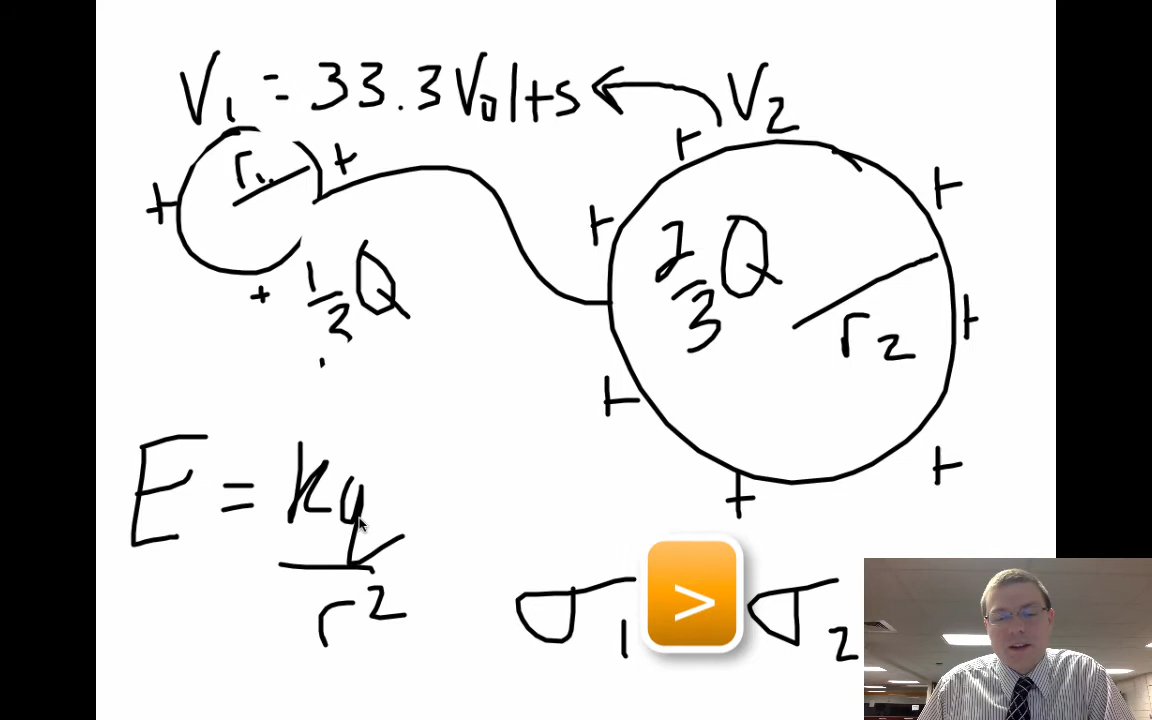 V₁ = 33.3 Volts ← V₂
r₁
+ + +
1/3 Q
2/3 Q
r₂
+ + + + + + +
E = kq/r²
σ₁ > σ₂